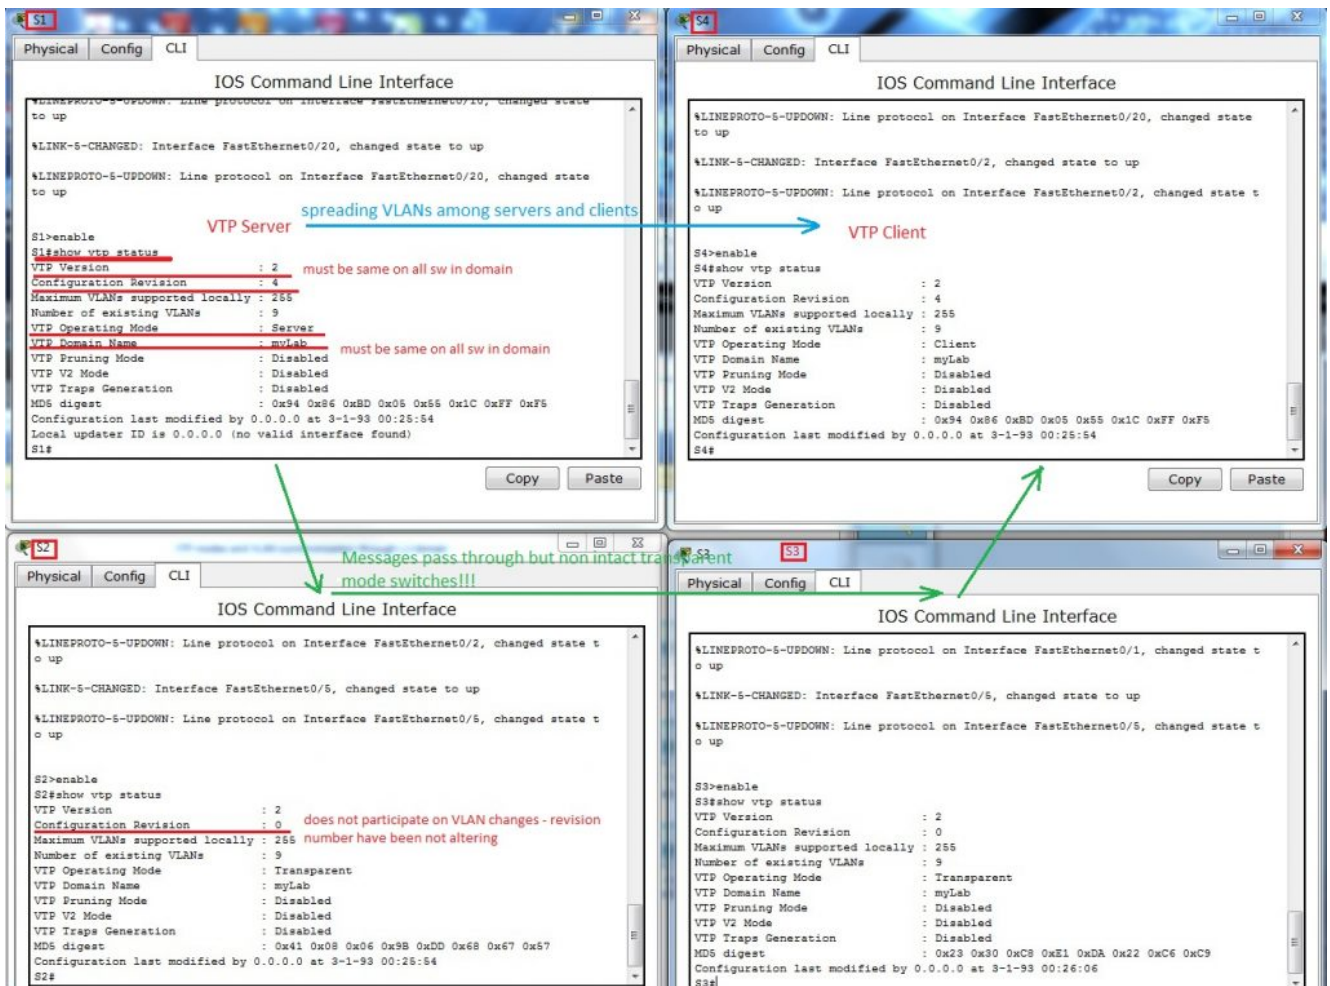 S1
Physical Config CLI
IOS Command Line Interface
%LINEPROTO-5-UPDOWN: Line protocol on Interface FastEthernet0/10, changed state
to up
%LINK-5-CHANGED: Interface FastEthernet0/20, changed state to up
%LINEPROTO-5-UPDOWN: Line protocol on Interface FastEthernet0/20, changed state
to up
spreading VLANs among servers and clients
VTP Server
S1>enable
S1#show vtp status
VTP Version : 2
must be same on all sw in domain
Configuration Revision : 4
Maximum VLANs supported locally : 255
Number of existing VLANs : 9
VTP Operating Mode : Server
VTP Domain Name : myLab
must be same on all sw in domain
VTP Pruning Mode : Disabled
VTP V2 Mode : Disabled
VTP Traps Generation : Disabled
MD5 digest : 0x94 0x86 0xBD 0x05 0x55 0x1C 0xFF 0xF5
Configuration last modified by 0.0.0.0 at 3-1-93 00:25:54
Local updater ID is 0.0.0.0 (no valid interface found)
S1#
Copy Paste
S4
Physical Config CLI
IOS Command Line Interface
%LINEPROTO-5-UPDOWN: Line protocol on Interface FastEthernet0/20, changed state
to up
%LINK-5-CHANGED: Interface FastEthernet0/2, changed state to up
%LINEPROTO-5-UPDOWN: Line protocol on Interface FastEthernet0/2, changed state t
o up
VTP Client
S4>enable
S4#show vtp status
VTP Version : 2
Configuration Revision : 4
Maximum VLANs supported locally : 255
Number of existing VLANs : 9
VTP Operating Mode : Client
VTP Domain Name : myLab
VTP Pruning Mode : Disabled
VTP V2 Mode : Disabled
VTP Traps Generation : Disabled
MD5 digest : 0x94 0x86 0xBD 0x05 0x55 0x1C 0xFF 0xF5
Configuration last modified by 0.0.0.0 at 3-1-93 00:25:54
S4#
Copy Paste
S2
Messages pass through but non intact transparent
mode switches!!!
Physical Config CLI
IOS Command Line Interface
%LINEPROTO-5-UPDOWN: Line protocol on Interface FastEthernet0/2, changed state t
o up
%LINK-5-CHANGED: Interface FastEthernet0/5, changed state to up
%LINEPROTO-5-UPDOWN: Line protocol on Interface FastEthernet0/5, changed state t
o up
S2>enable
S2#show vtp status
VTP Version : 2
Configuration Revision : 0
does not participate on VLAN changes - revision
number have been not altering
Maximum VLANs supported locally : 255
Number of existing VLANs : 9
VTP Operating Mode : Transparent
VTP Domain Name : myLab
VTP Pruning Mode : Disabled
VTP V2 Mode : Disabled
VTP Traps Generation : Disabled
MD5 digest : 0x41 0x08 0x06 0x9B 0xDD 0x68 0x67 0x57
Configuration last modified by 0.0.0.0 at 3-1-93 00:25:54
S2#
S3 S3
Physical Config CLI
IOS Command Line Interface
%LINEPROTO-5-UPDOWN: Line protocol on Interface FastEthernet0/1, changed state t
o up
%LINK-5-CHANGED: Interface FastEthernet0/5, changed state to up
%LINEPROTO-5-UPDOWN: Line protocol on Interface FastEthernet0/5, changed state t
o up
S3>enable
S3#show vtp status
VTP Version : 2
Configuration Revision : 0
Maximum VLANs supported locally : 255
Number of existing VLANs : 9
VTP Operating Mode : Transparent
VTP Domain Name : myLab
VTP Pruning Mode : Disabled
VTP V2 Mode : Disabled
VTP Traps Generation : Disabled
MD5 digest : 0x23 0x30 0xC8 0xE1 0xDA 0x22 0xC6 0xC9
Configuration last modified by 0.0.0.0 at 3-1-93 00:26:06
S3#